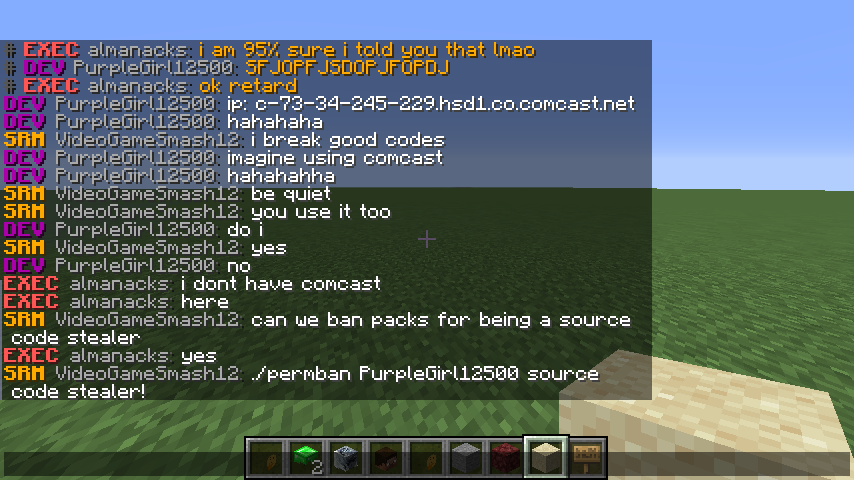 # EXEC almanacks: i am 95% sure i told you that lmao
# DEV PurpleGirl12500: SFJOPFJSDOPJFOPDJ
# EXEC almanacks: ok retard
DEV PurpleGirl12500: ip: c-73-34-245-229.hsd1.co.comcast.net
DEV PurpleGirl12500: hahahaha
SRM VideoGameSmash12: i break good codes
DEV PurpleGirl12500: imagine using comcast
DEV PurpleGirl12500: hahahahha
SRM VideoGameSmash12: be quiet
SRM VideoGameSmash12: you use it too
DEV PurpleGirl12500: do i
SRM VideoGameSmash12: yes
DEV PurpleGirl12500: no
EXEC almanacks: i dont have comcast
EXEC almanacks: here
SRM VideoGameSmash12: can we ban packs for being a source
code stealer
EXEC almanacks: yes
SRM VideoGameSmash12: ./permban PurpleGirl12500 source
code stealer!
2